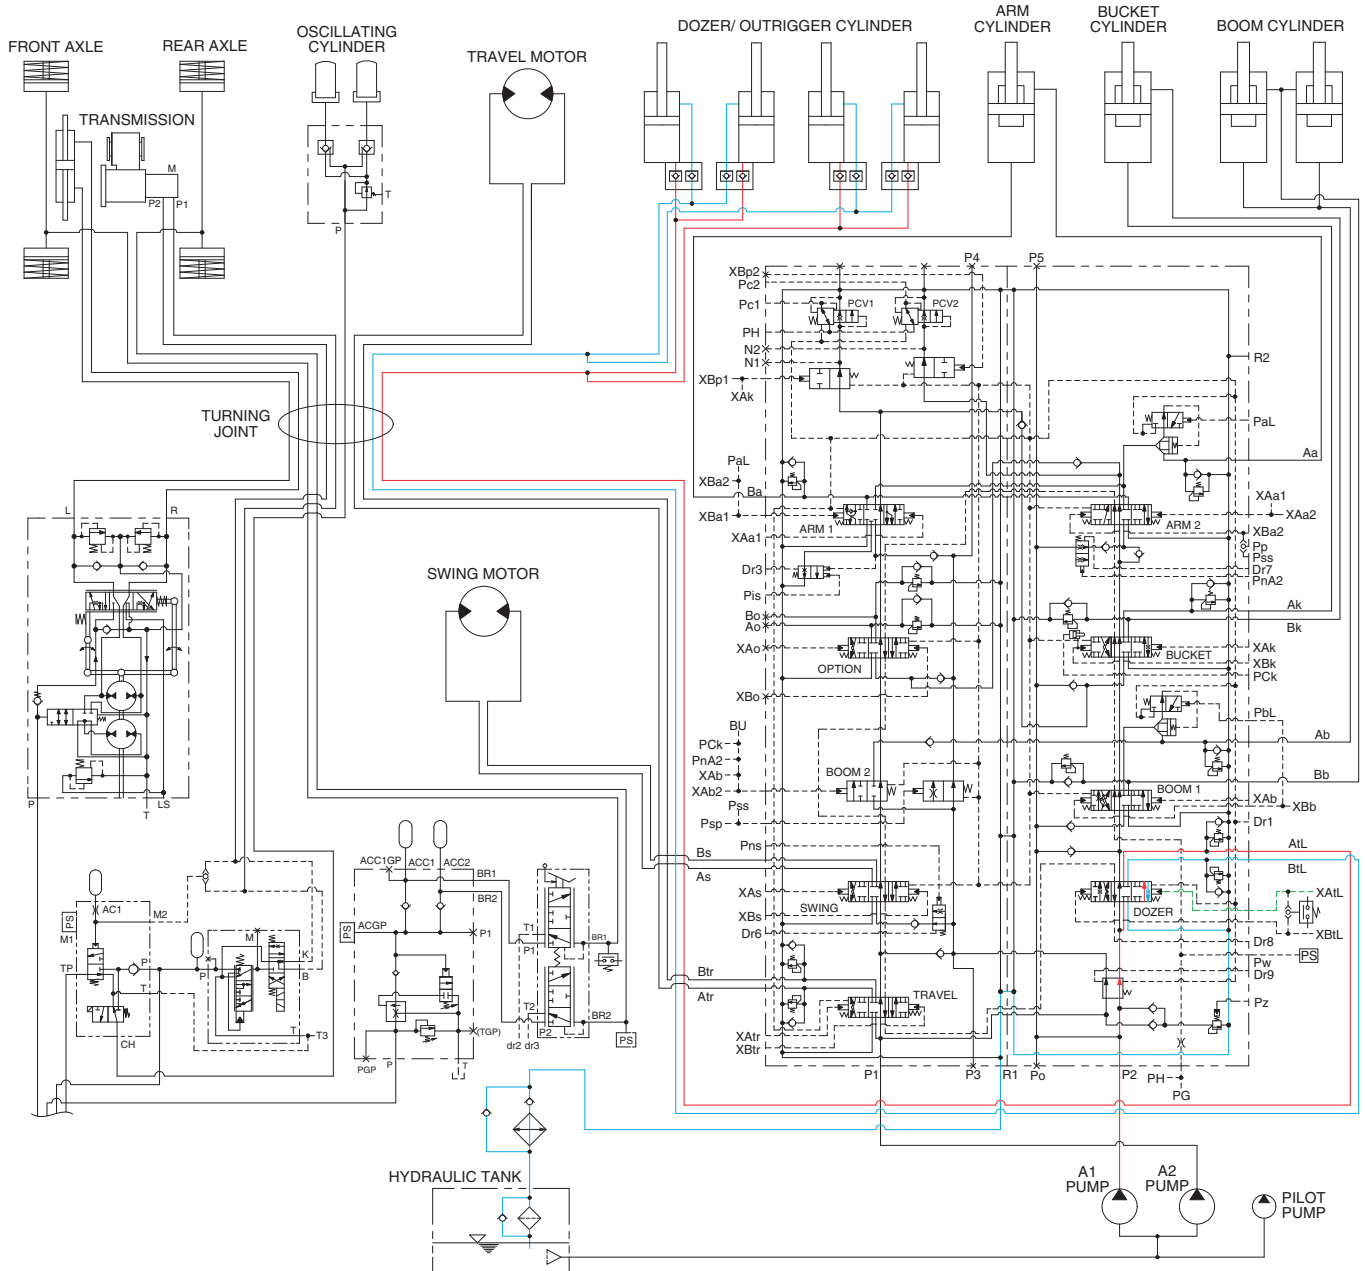 FRONT AXLE
REAR AXLE
OSCILLATING
CYLINDER
TRAVEL MOTOR
DOZER/ OUTRIGGER CYLINDER
ARM
CYLINDER
BUCKET
CYLINDER
BOOM CYLINDER
TRANSMISSION
M
P2
P1
T
P
TURNING
JOINT
XBp2
Pc2
Pc1
PH
N2
N1
XBp1
XAk
P4
P5
PCV1
PCV2
R2
PaL
Aa
PaL
XBa2
Ba
XBa1
XAa1
ARM 1
ARM 2
XAa1
XAa2
XBa2
Pp
Pss
Dr7
PnA2
Dr3
Pis
Bo
Ao
XAo
OPTION
XBo
Ak
Bk
BUCKET
XAk
XBk
PCk
PbL
Ab
Bb
BU
PCk
PnA2
XAb
XAb2
Pss
Psp
BOOM 2
BOOM 1
XAb
XBb
Dr1
AtL
BtL
Pns
Bs
As
XAs
SWING
XBs
Dr6
DOZER
XAtL
XBtL
Dr8
PS
Pw
Dr9
Pz
Btr
Atr
TRAVEL
XAtr
XBtr
P1
P3
R1
Po
P2
PH
PG
SWING MOTOR
L
R
P
T
LS
AC1
PS
M1
M2
TP
P
T
CH
M
P
K
B
T
T3
ACC1GP
ACC1
ACC2
BR1
BR2
PS
ACGP
P1
(TGP)
PGP
P
T
T1
P1
BR1
T2
P2
BR2
dr2
dr3
PS
HYDRAULIC TANK
A1
PUMP
A2
PUMP
PILOT
PUMP